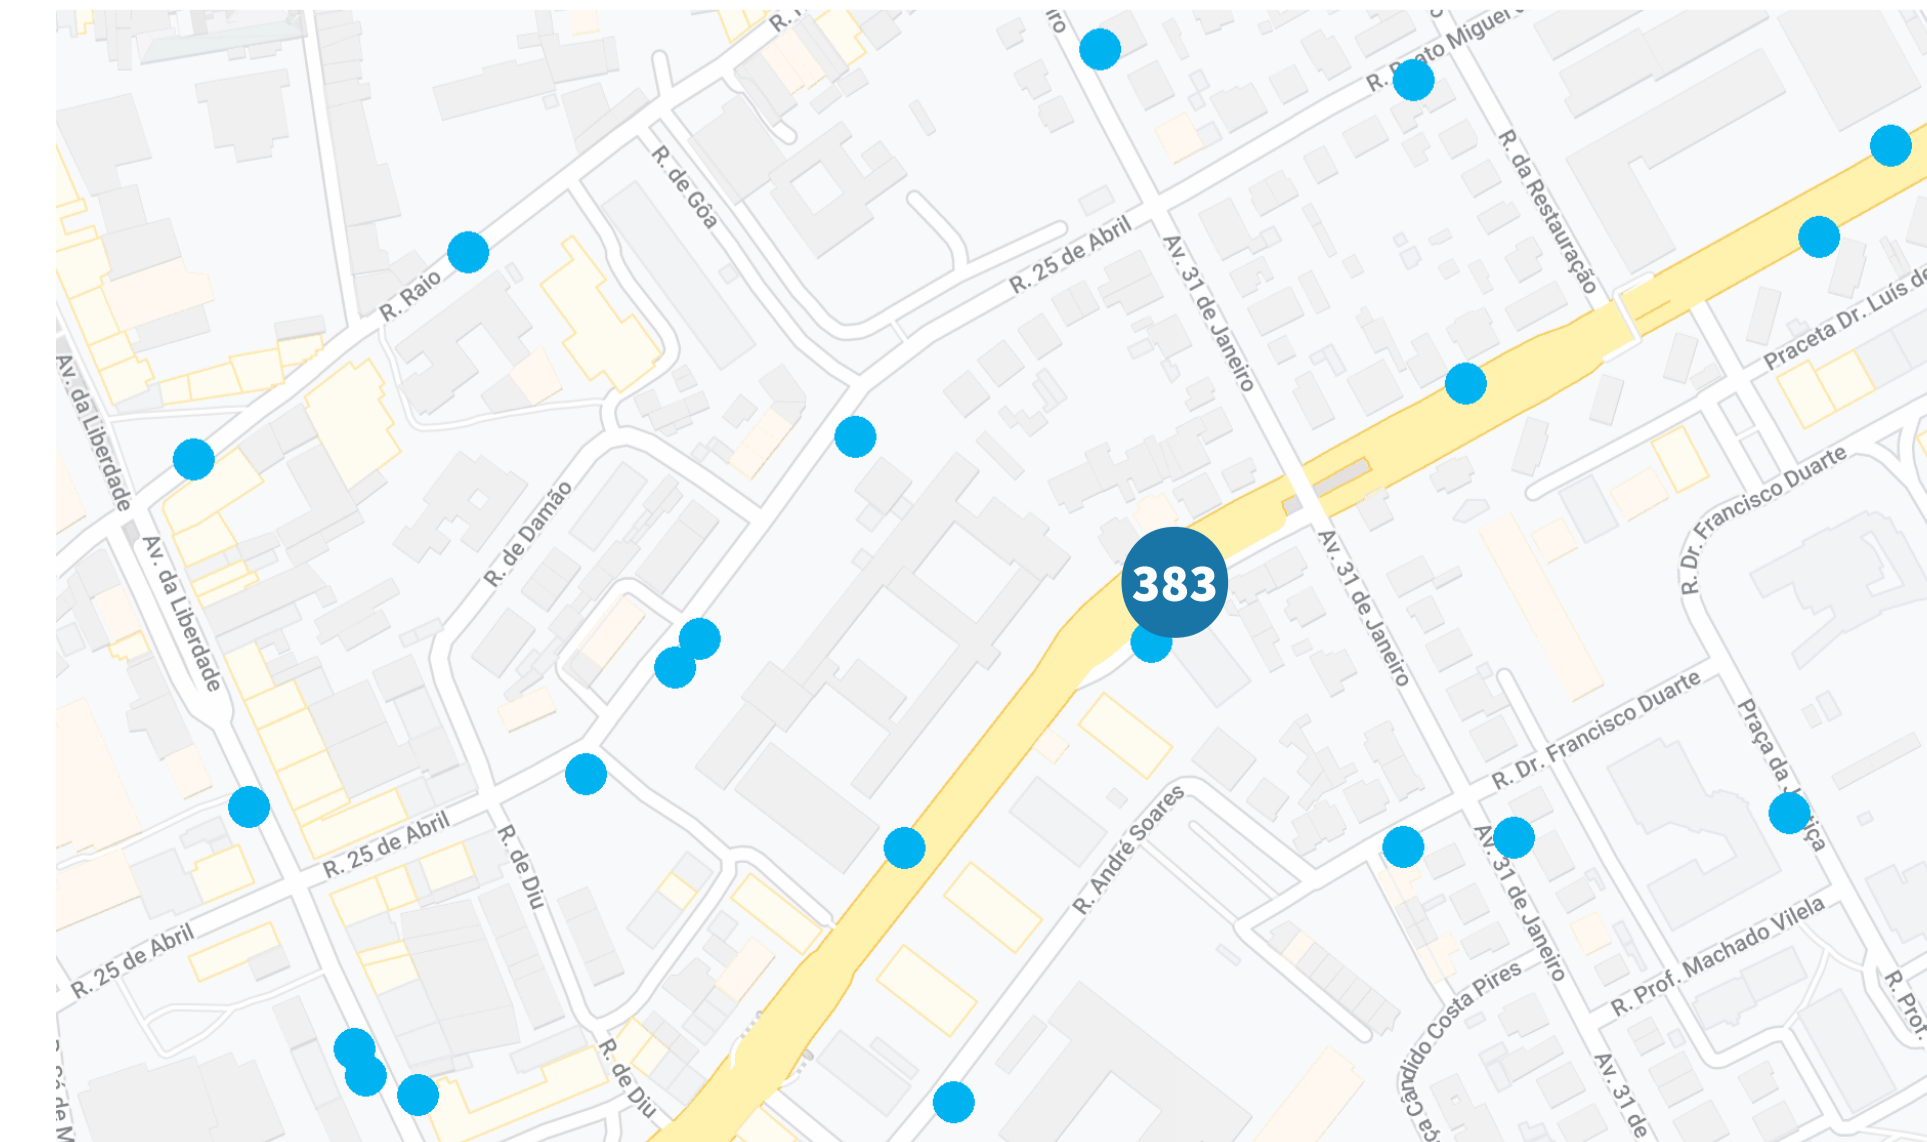 R. Raio
R. de Gôa
R. 25 de Abril
Av. 31 de Janeiro
R. da Restauração
Praceta Dr. Luís de
Av. da Liberdade
R. de Damão
Av. da Liberdade
383
Av. 31 de Janeiro
R. Dr. Francisco Duarte
R. Dr. Francisco Duarte
R. 25 de Abril
R. de Diu
R. André Soares
Av. 31 de Janeiro
R. 25 de Abril
R. Prof. Machado Vilela
R. Prof.
Cândido Costa Pires
R. de Diu
Av. 31 de